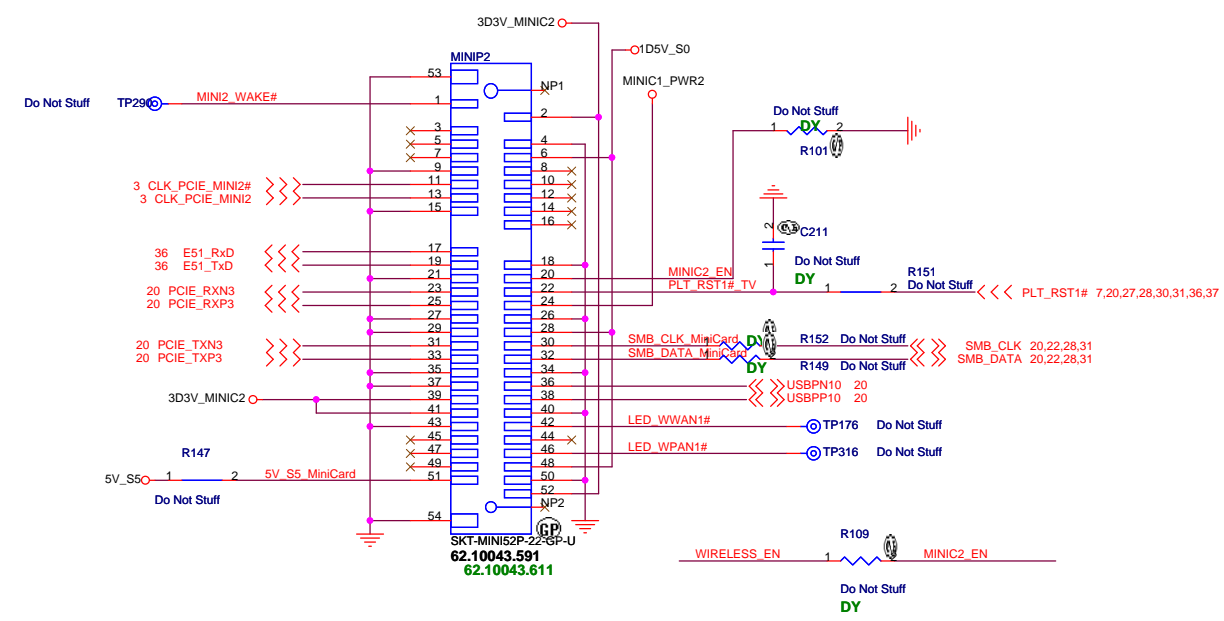 3D3V_MINIC2
1D5V_S0
MINIP2
MINIC1_PWR2
53
NP1
Do Not Stuff
TP290
MINI2_WAKE#
1
2
Do Not Stuff
DY
1
2
R101
3
4
5
6
7
8
9
10
3 CLK_PCIE_MINI2#
11
12
3 CLK_PCIE_MINI2
13
14
15
16
2
C211
1
Do Not Stuff
DY
36 E51_RxD
17
36 E51_TxD
19
18
21
20
MINIC2_EN
R151
20 PCIE_RXN3
23
22
PLT_RST1#_TV
1
2
Do Not Stuff
PLT_RST1# 7,20,27,28,30,31,36,37
20 PCIE_RXP3
25
24
27
26
29
28
20 PCIE_TXN3
31
30
SMB_CLK_MiniCard
DY
R152
Do Not Stuff
SMB_CLK 20,22,28,31
20 PCIE_TXP3
33
32
SMB_DATA_MiniCard
1
2
DY
R149
Do Not Stuff
SMB_DATA 20,22,28,31
35
34
37
36
USBPN10 20
3D3V_MINIC2
39
38
USBPP10 20
41
40
43
42
LED_WWAN1#
TP176
Do Not Stuff
45
44
47
46
LED_WPAN1#
TP316
Do Not Stuff
R147
49
48
5V_S5
1
2
5V_S5_MiniCard
51
50
Do Not Stuff
52
NP2
54
GP
SKT-MINI52P-22-GP-U
62.10043.591
62.10043.611
R109
WIRELESS_EN
1
2
MINIC2_EN
Do Not Stuff
DY